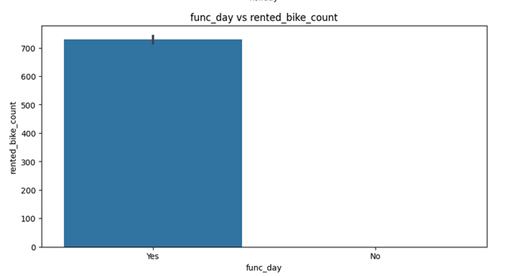 func_day vs rented_bike_count
700
600
500
400
300
200
100
0
rented_bike_count
Yes No
func_day